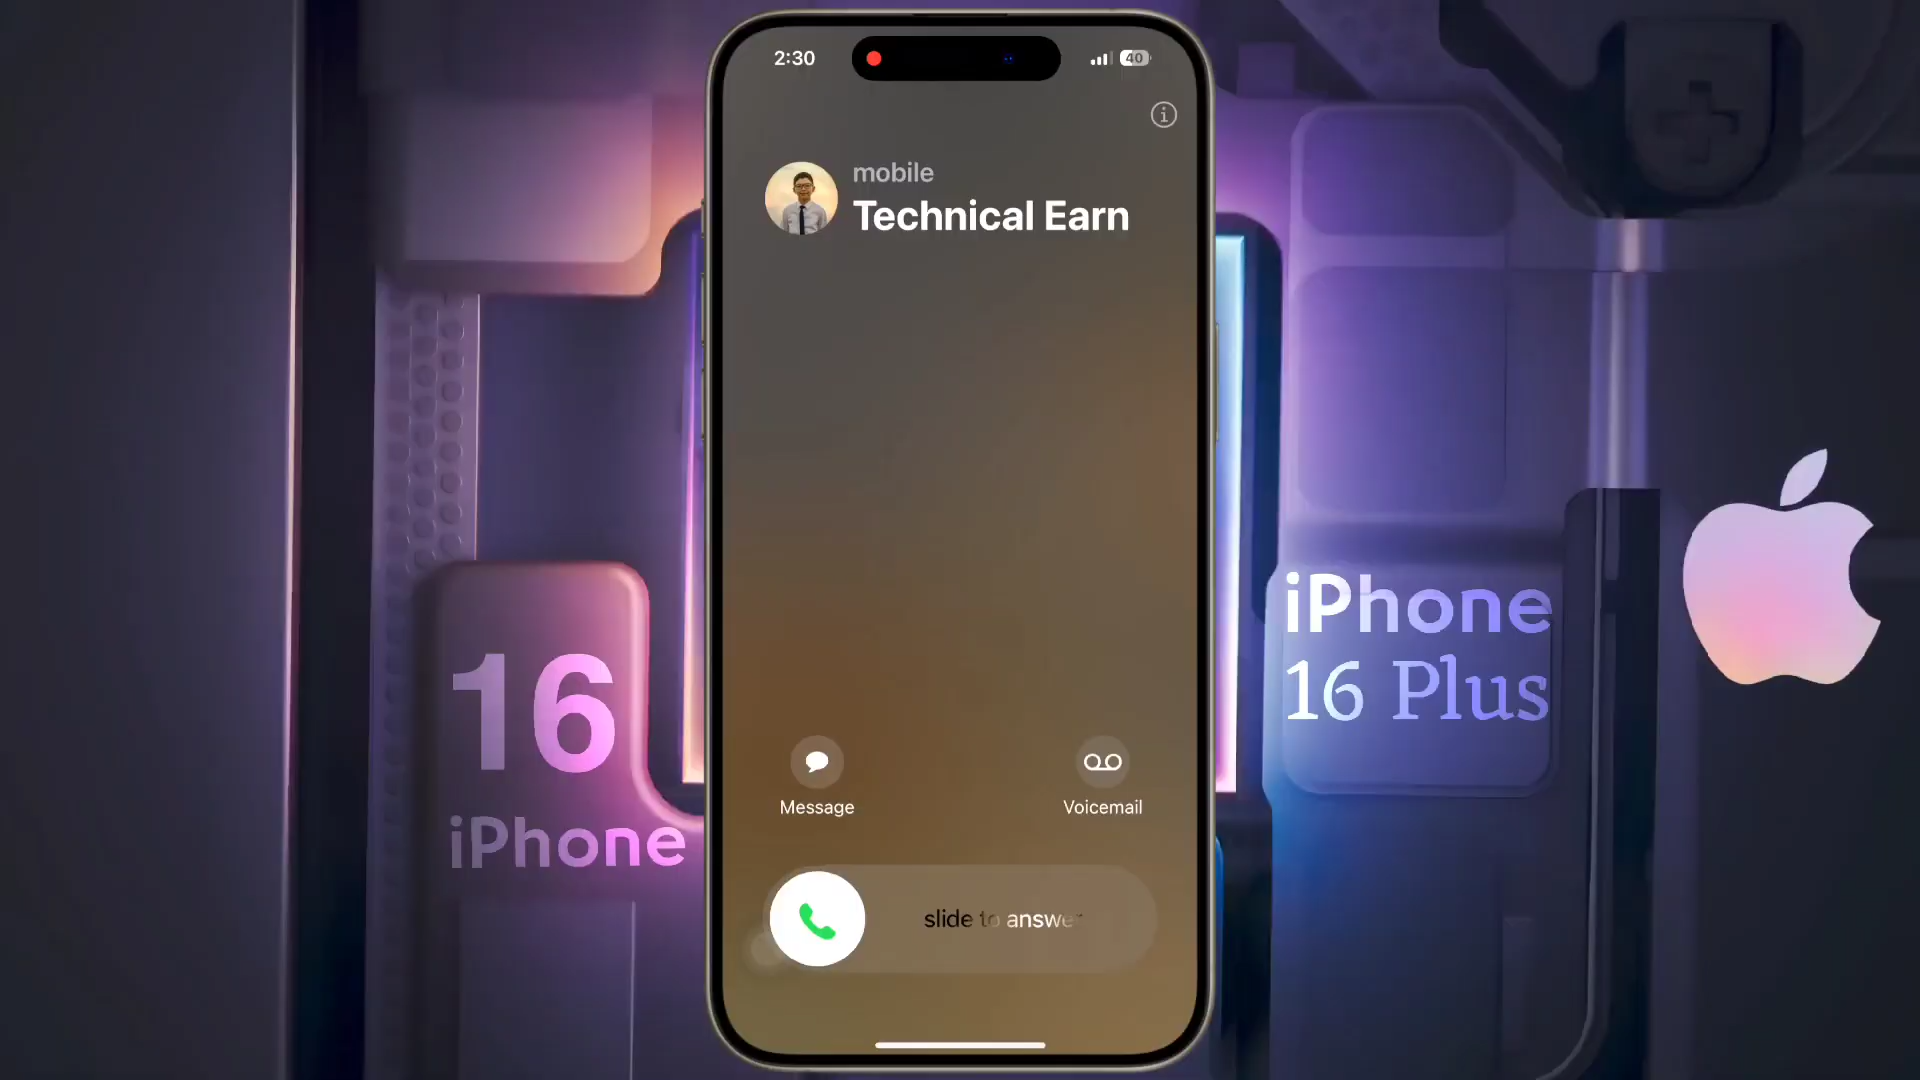 2:30
40
mobile
Technical Earn
Message
Voicemail
slide to answer
16
iPhone
iPhone
16 Plus